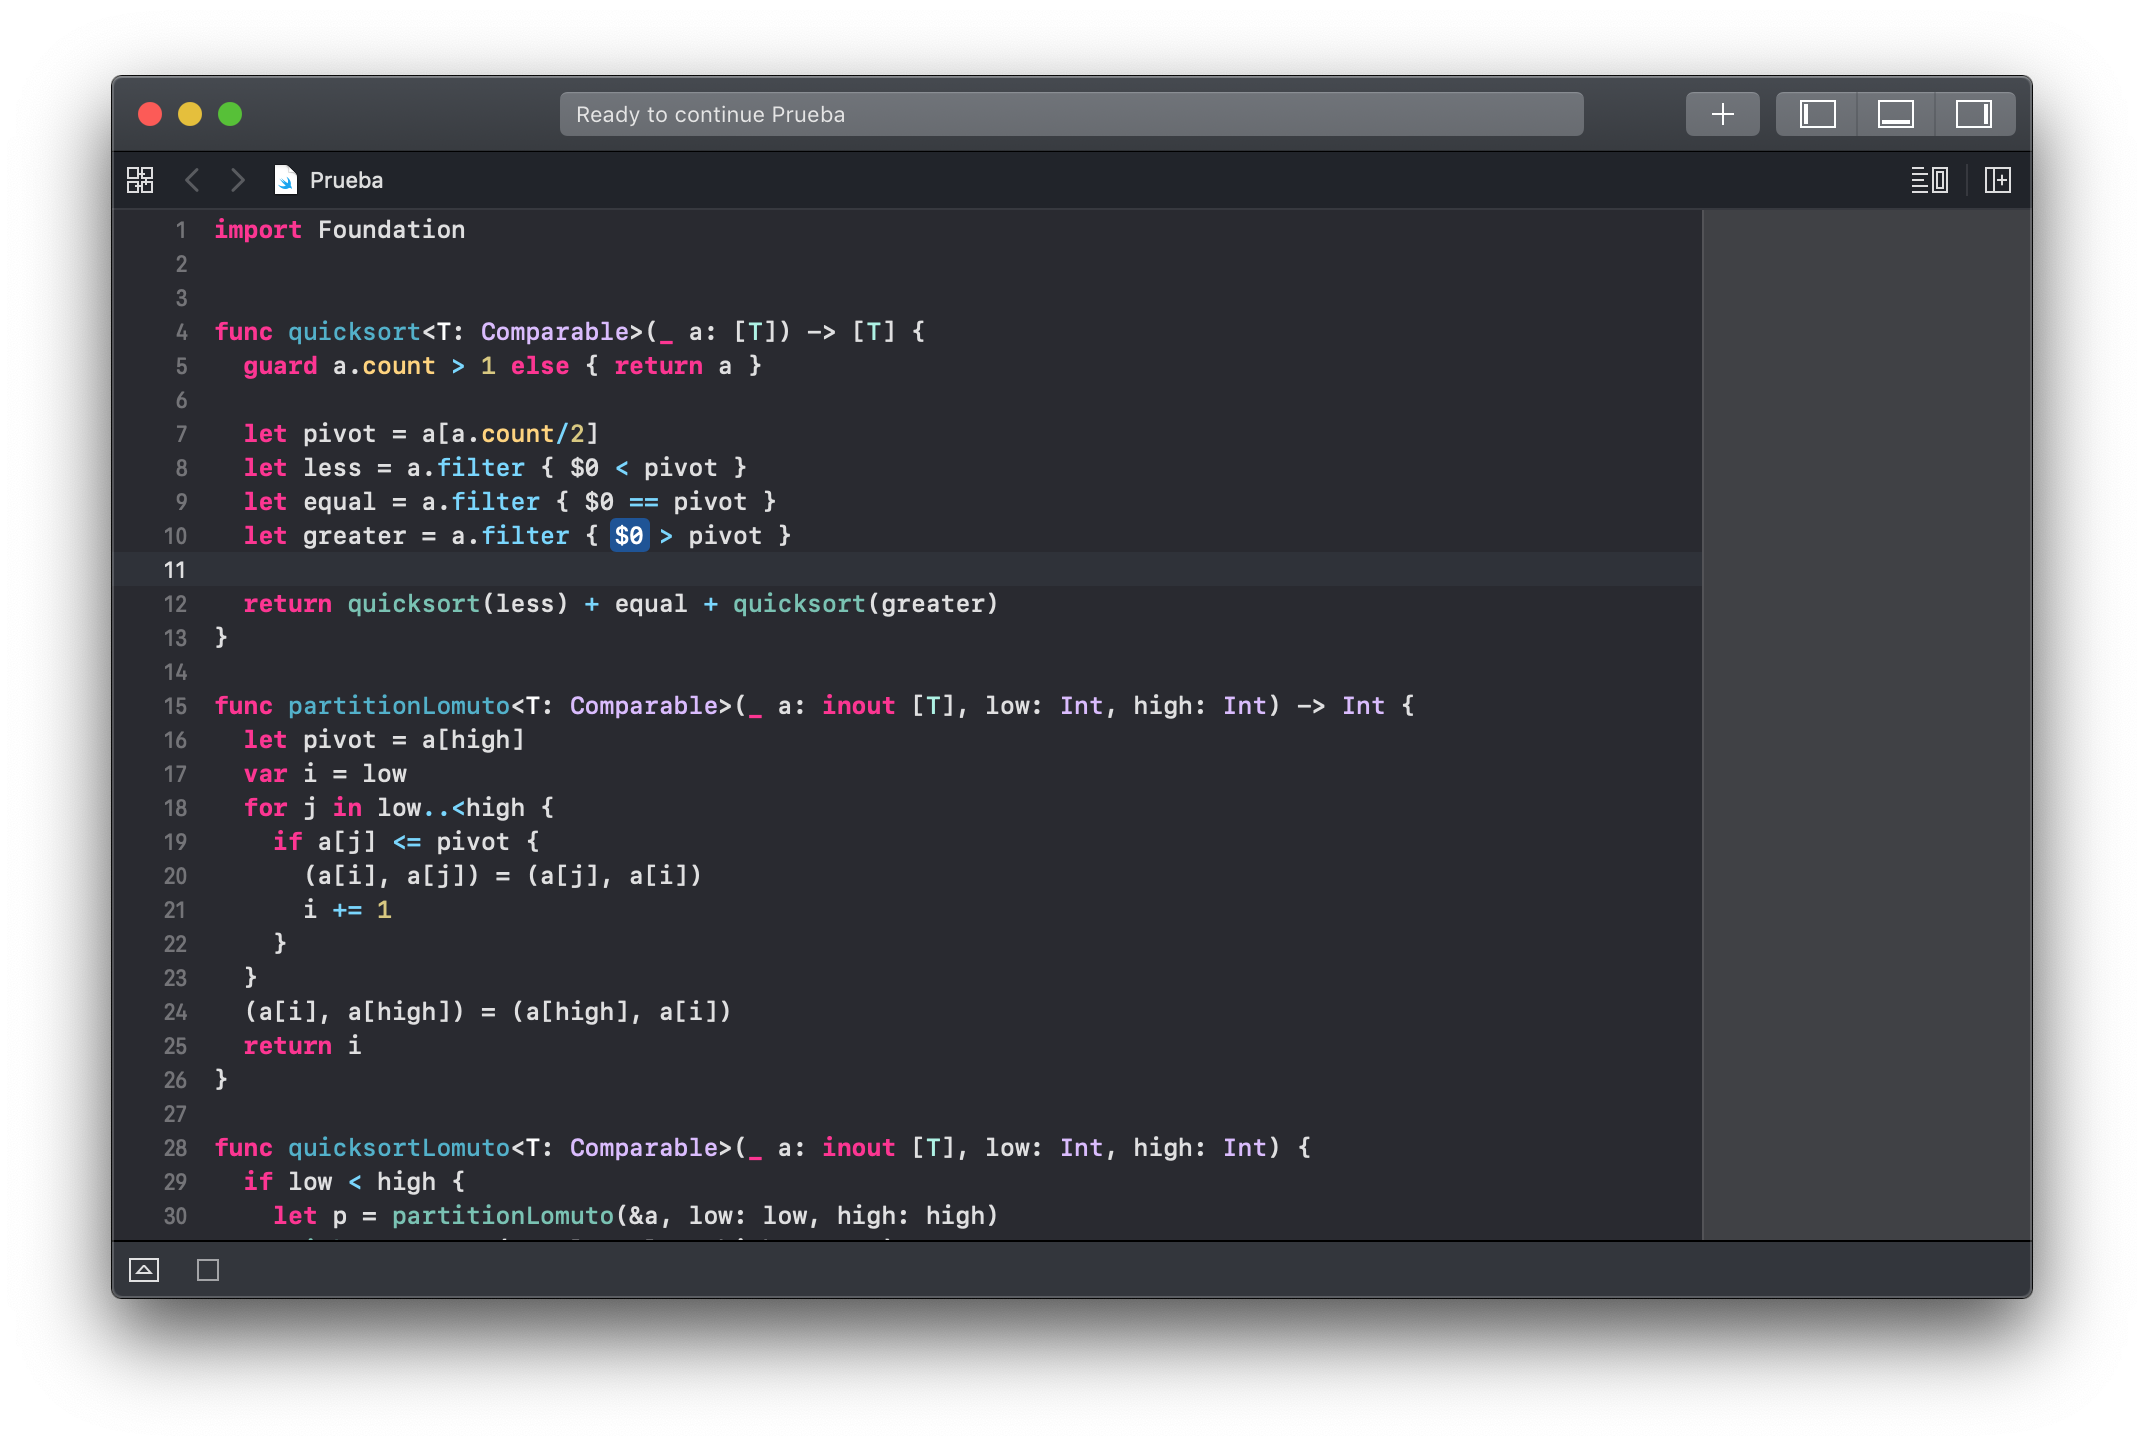 Ready to continue Prueba
Prueba
1 import Foundation
2
3
4 func quicksort<T: Comparable>(_ a: [T]) -> [T] {
5   guard a.count > 1 else { return a }
6
7   let pivot = a[a.count/2]
8   let less = a.filter { $0 < pivot }
9   let equal = a.filter { $0 == pivot }
10   let greater = a.filter { $0 > pivot }
11
12   return quicksort(less) + equal + quicksort(greater)
13 }
14
15 func partitionLomuto<T: Comparable>(_ a: inout [T], low: Int, high: Int) -> Int {
16   let pivot = a[high]
17   var i = low
18   for j in low..<high {
19     if a[j] <= pivot {
20       (a[i], a[j]) = (a[j], a[i])
21       i += 1
22     }
23   }
24   (a[i], a[high]) = (a[high], a[i])
25   return i
26 }
27
28 func quicksortLomuto<T: Comparable>(_ a: inout [T], low: Int, high: Int) {
29   if low < high {
30     let p = partitionLomuto(&a, low: low, high: high)